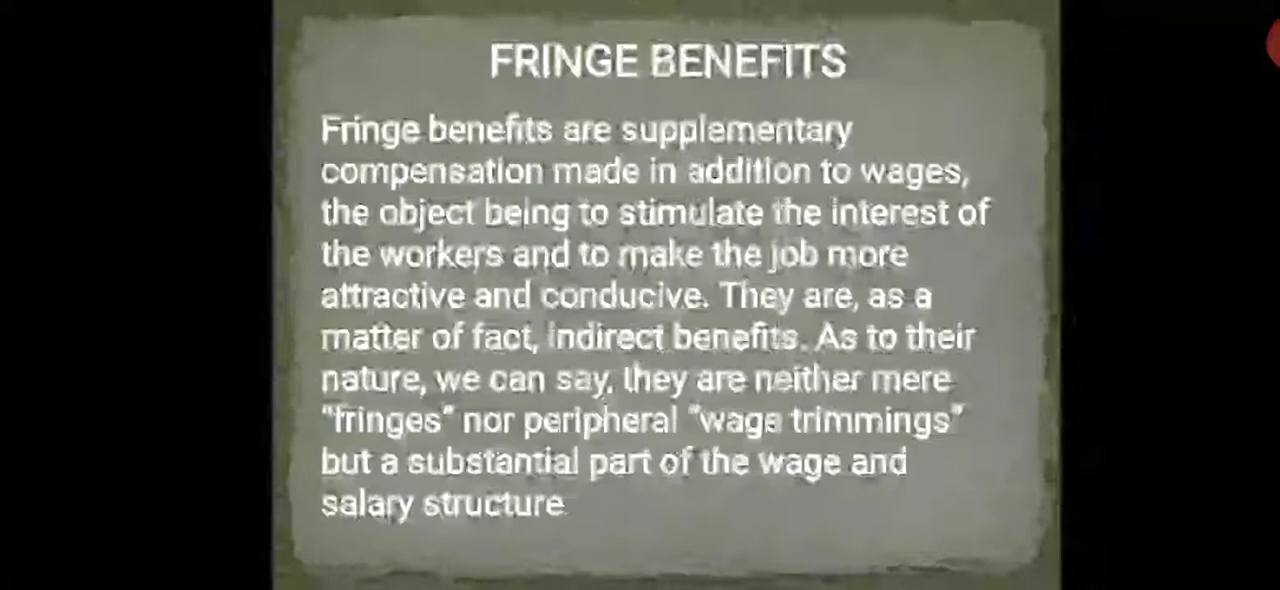 FRINGE BENEFITS
Fringe benefits are supplementary
compensation made in addition to wages,
the object being to stimulate the interest of
the workers and to make the job more
attractive and conducive. They are, as a
matter of fact, indirect benefits. As to their
nature, we can say, they are neither mere
"fringes" nor peripheral "wage trimmings"
but a substantial part of the wage and
salary structure